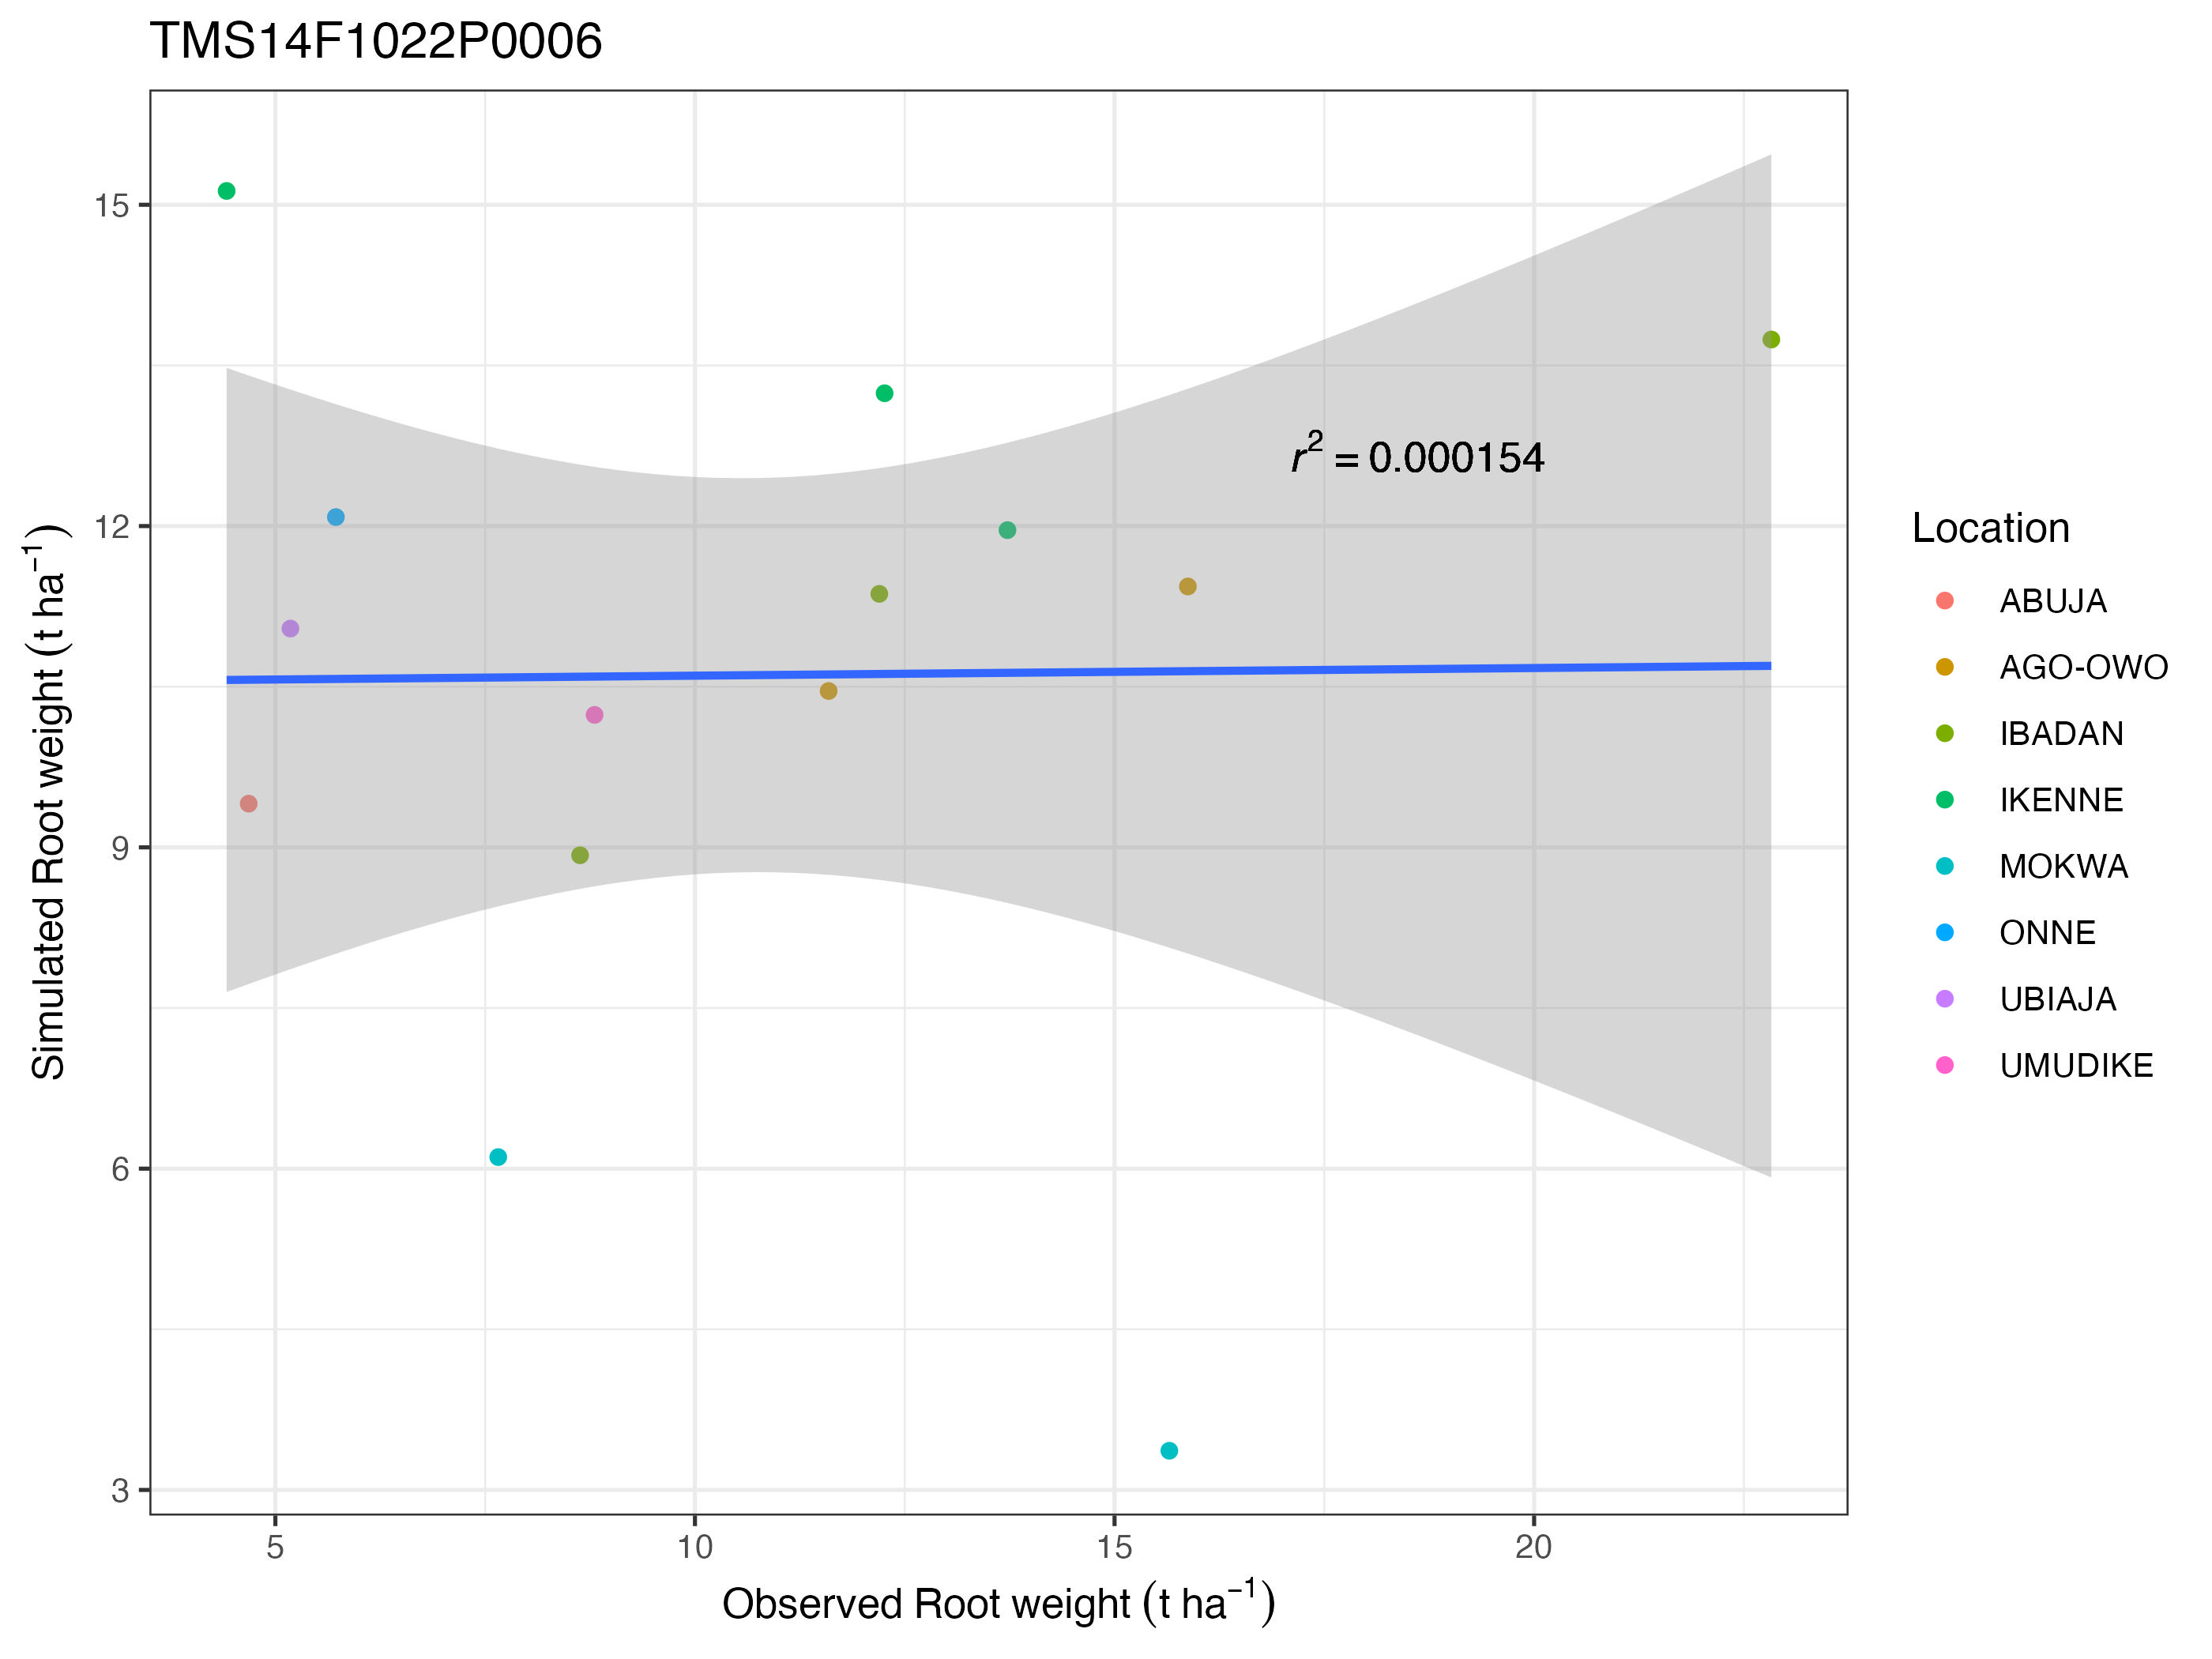 TMS14F1022P0006
Simulated Root weight (t ha⁻¹)
15
12
9
6
3
r² = 0.000154
5
10
15
20
Observed Root weight (t ha⁻¹)
Location
ABUJA
AGO-OWO
IBADAN
IKENNE
MOKWA
ONNE
UBIAJA
UMUDIKE